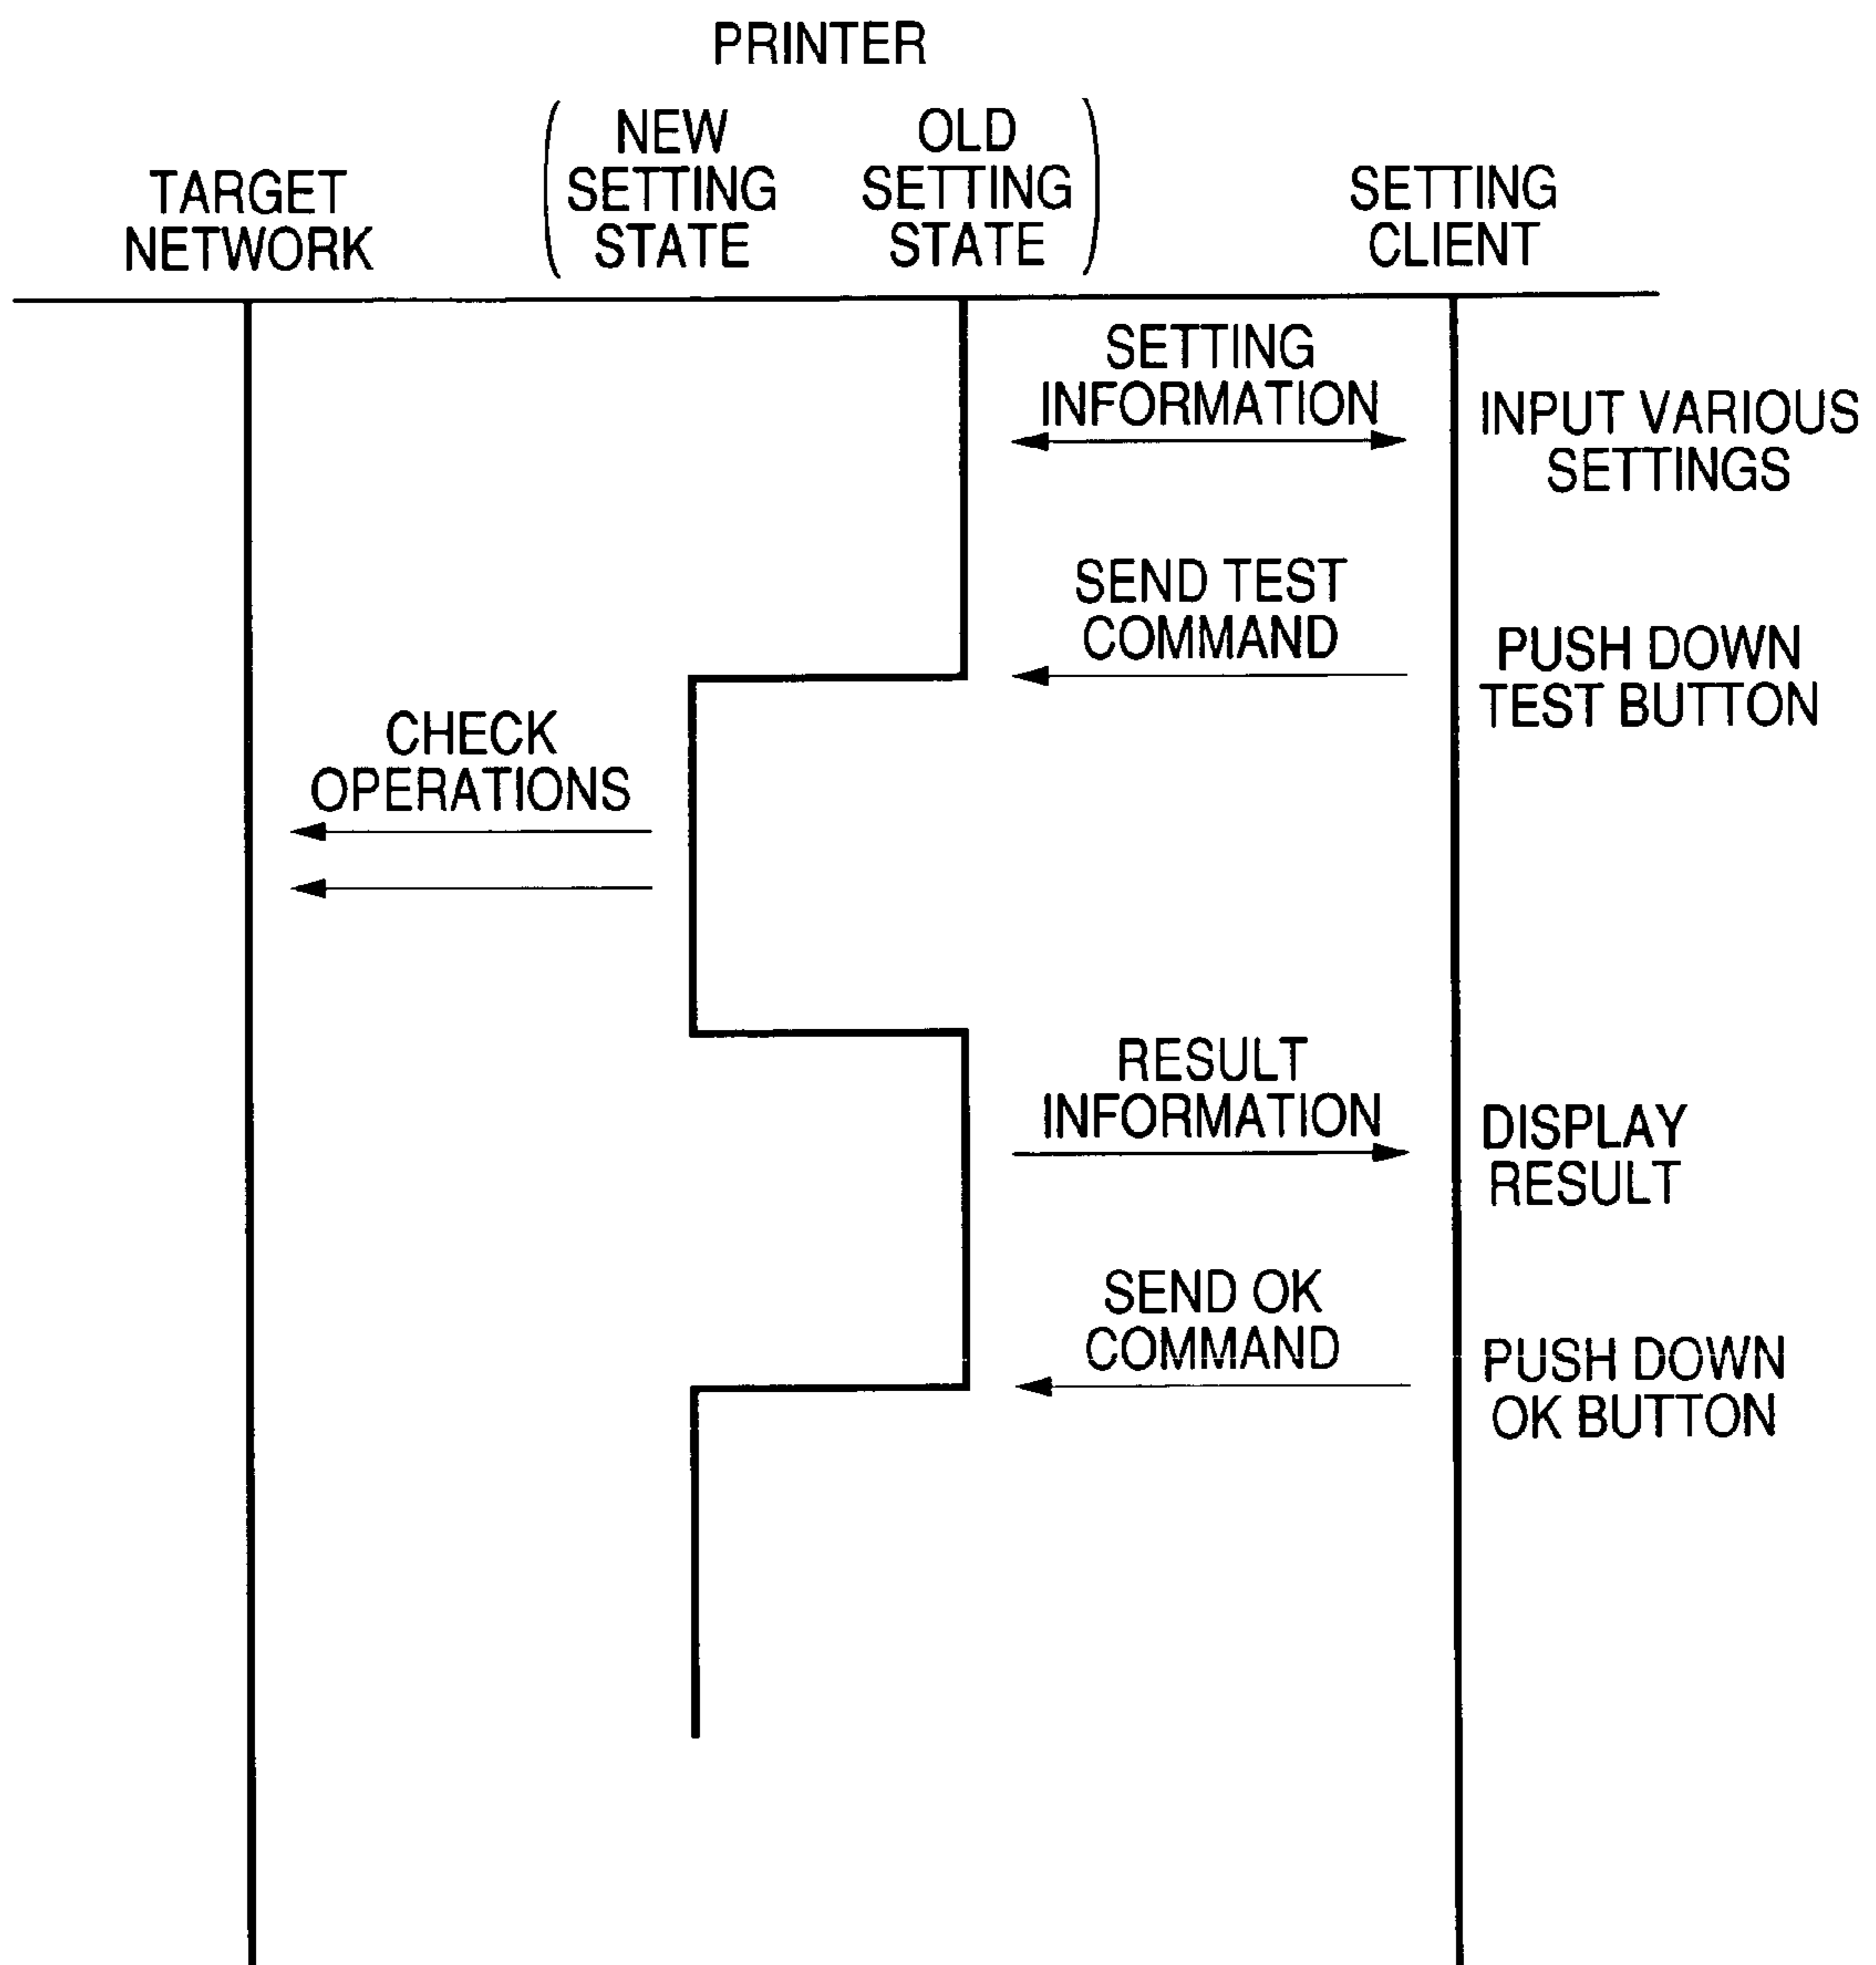 PRINTER
NEW
SETTING
STATE
OLD
SETTING
STATE
TARGET
NETWORK
SETTING
CLIENT
SETTING
INFORMATION
INPUT VARIOUS
SETTINGS
SEND TEST
COMMAND
PUSH DOWN
TEST BUTTON
CHECK
OPERATIONS
RESULT
INFORMATION
DISPLAY
RESULT
SEND OK
COMMAND
PUSH DOWN
OK BUTTON